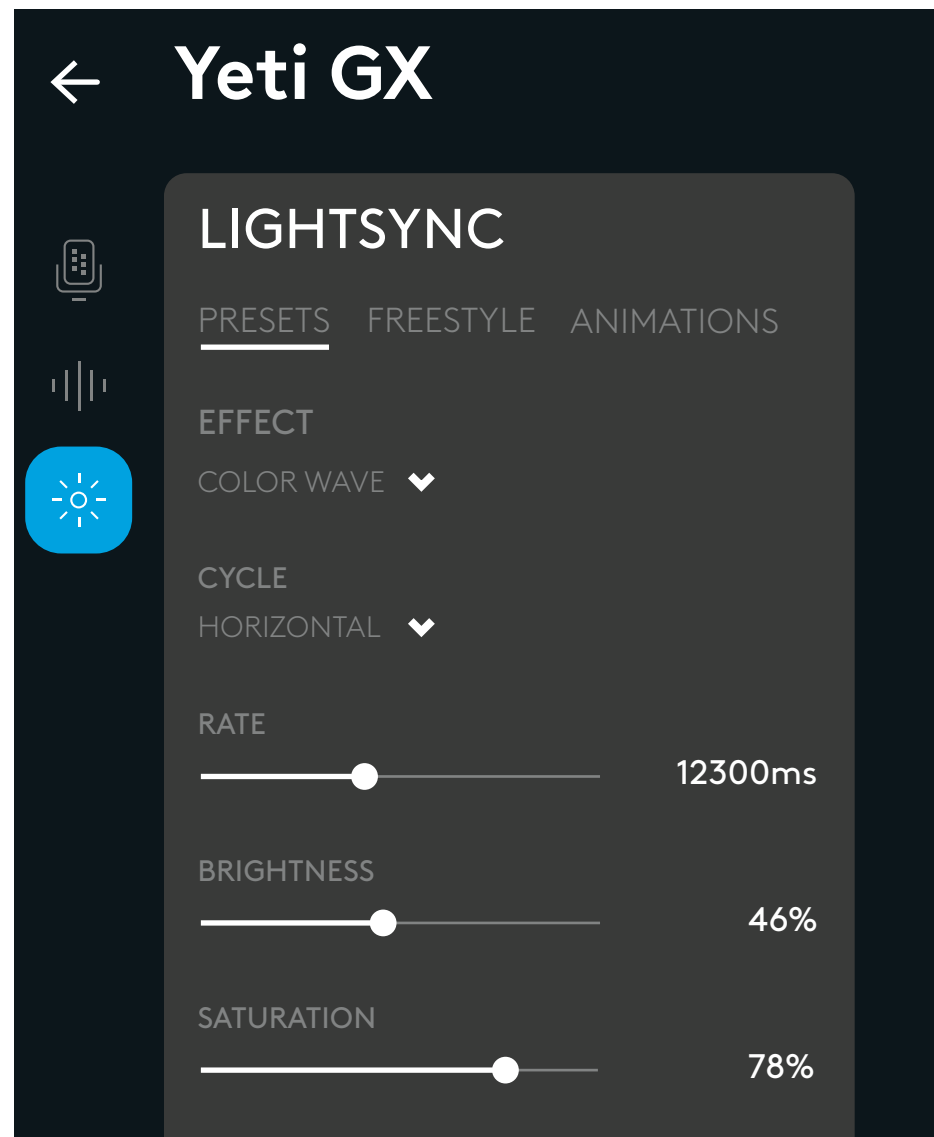 Yeti GX
LIGHTSYNC
PRESETS FREESTYLE ANIMATIONS
EFFECT
COLOR WAVE
CYCLE
HORIZONTAL
RATE
12300ms
BRIGHTNESS
46%
SATURATION
78%